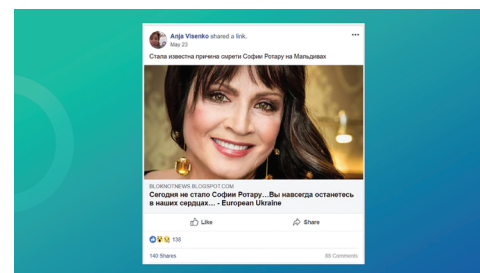 Anja Visenko shared a link.
May 23
Стала известна причина смрети Софии Ротару на Мальдивах
BLOKNOTNEWS.BLOGSPOT.COM
Сегодня не стало Софии Ротару...Вы навсегда останетесь
в наших сердцах... - European Ukraine
Like Share
138
140 Shares 98 Comments